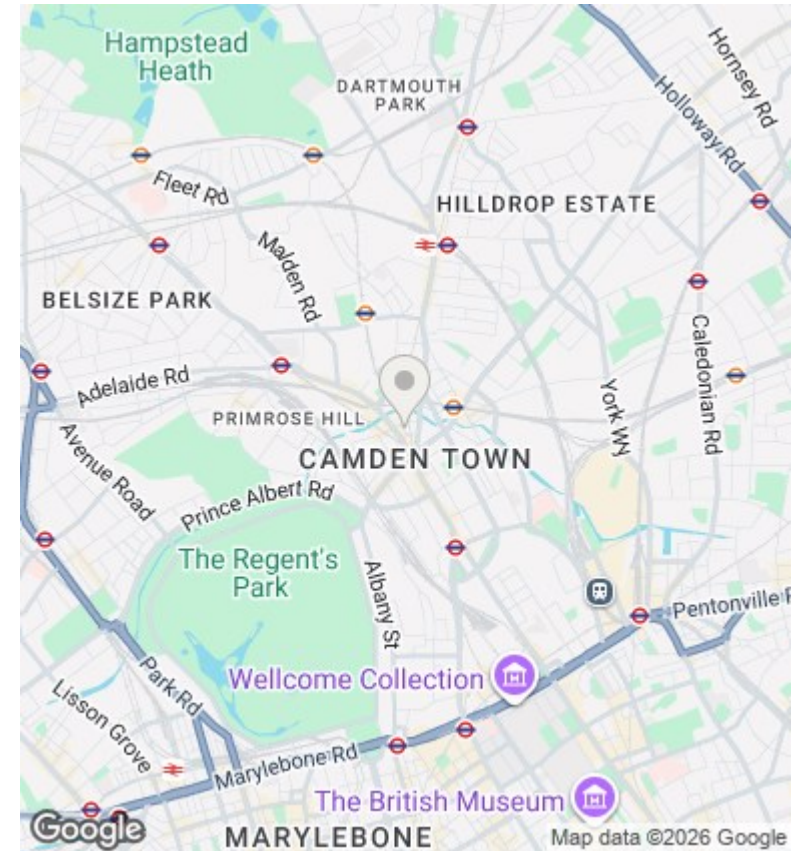 Hampstead
Heath
DARTMOUTH
PARK
Hornsey Rd
Holloway Rd
Fleet Rd
HILLDROP ESTATE
Malden Rd
BELSIZE PARK
Adelaide Rd
Caledonian Rd
York WN
PRIMROSE HILL
CAMDEN TOWN
Avenue Road
Prince Albert Rd
The Regent's
Park
Albany St
Pentonville
Wellcome Collection
Park Rd
Lisson Grove
Marylebone Rd
The British Museum
Google
MARYLEBONE
Map data ©2026 Google